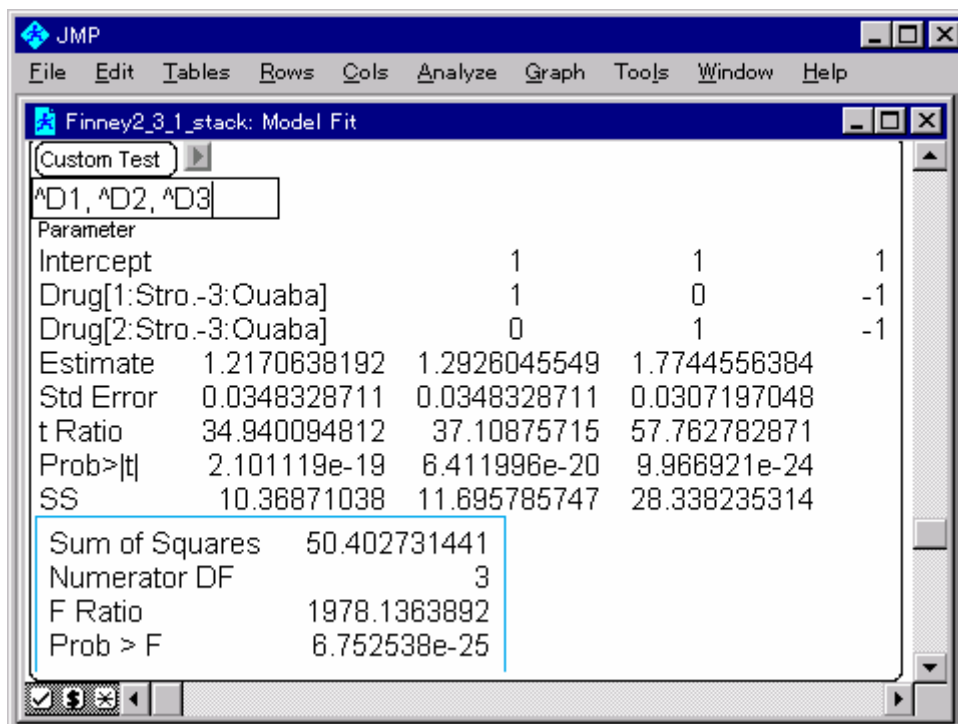 JMP
File Edit Tables Rows Cols Analyze Graph Tools Window Help
Finney2_3_1_stack: Model Fit
Custom Test
^D1, ^D2, ^D3
Parameter
Intercept 1 1 1
Drug[1:Stro.-3:Ouaba] 1 0 -1
Drug[2:Stro.-3:Ouaba] 0 1 -1
Estimate 1.2170638192 1.2926045549 1.7744556384
Std Error 0.0348328711 0.0348328711 0.0307197048
t Ratio 34.940094812 37.10875715 57.762782871
Prob>|t| 2.101119e-19 6.411996e-20 9.966921e-24
SS 10.36871038 11.695785747 28.338235314
Sum of Squares 50.402731441
Numerator DF 3
F Ratio 1978.1363892
Prob > F 6.752538e-25